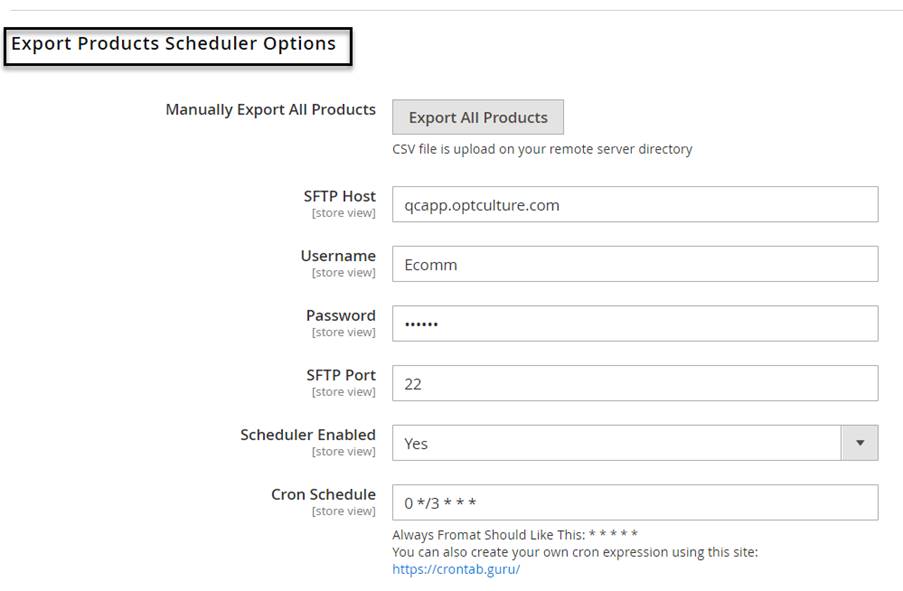 Export Products Scheduler Options
Manually Export All Products
Export All Products
CSV file is upload on your remote server directory
SFTP Host
[store view]
qcapp.optculture.com
Username
[store view]
Ecomm
Password
[store view]
••••••
SFTP Port
[store view]
22
Scheduler Enabled
[store view]
Yes
Cron Schedule
[store view]
0 */3 * * *
Always Fromat Should Like This: * * * * *
You can also create your own cron expression using this site:
https://crontab.guru/